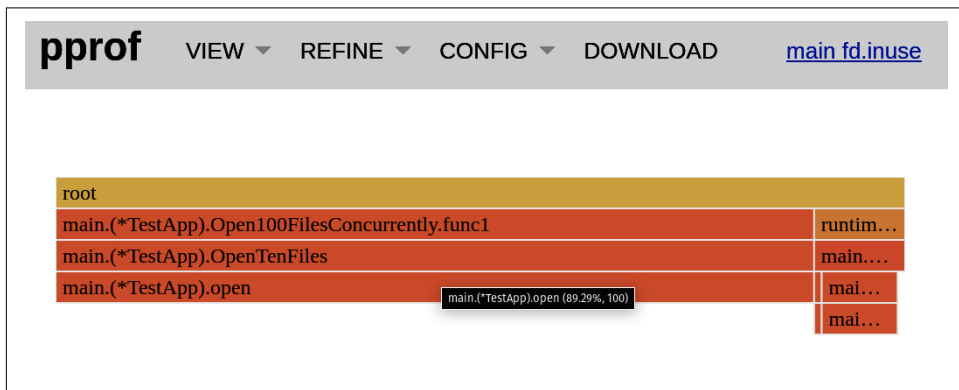 pprof VIEW REFINE CONFIG DOWNLOAD main fd.inuse
root
main.(*TestApp).Open100FilesConcurrently.func1 runtim…
main.(*TestApp).OpenTenFiles main.…
main.(*TestApp).open mai…
main.(*TestApp).open (89.29%, 100)
mai…